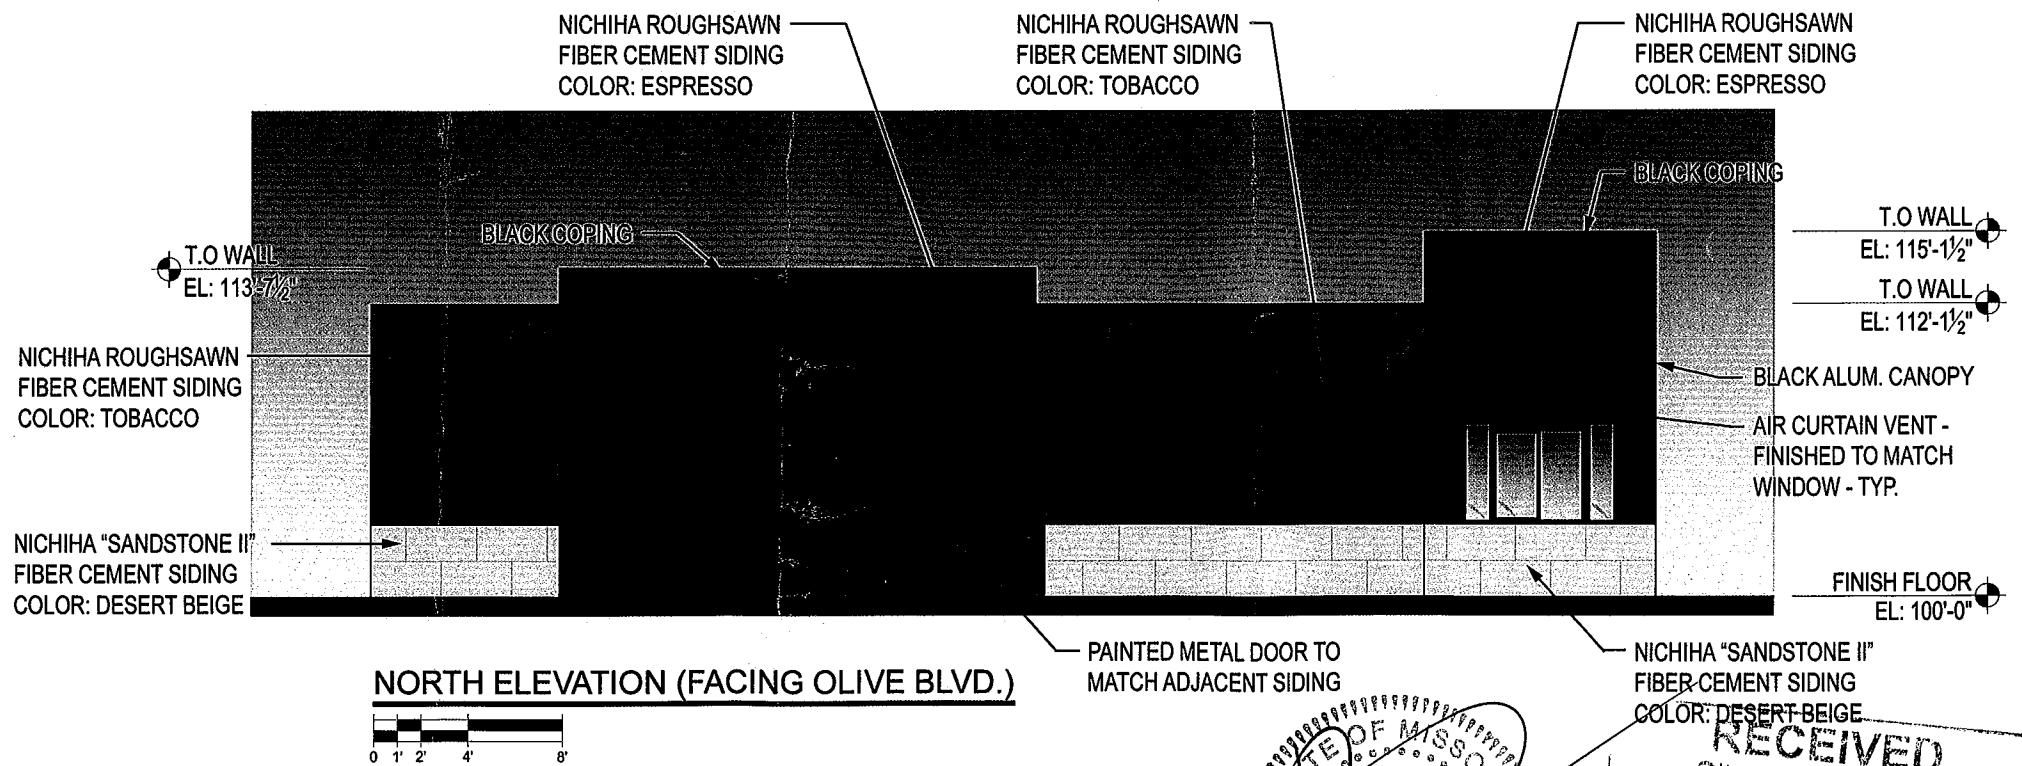 NICHIHA ROUGHSAWN
FIBER CEMENT SIDING
COLOR: ESPRESSO
NICHIHA ROUGHSAWN
FIBER CEMENT SIDING
COLOR: TOBACCO
NICHIHA ROUGHSAWN
FIBER CEMENT SIDING
COLOR: ESPRESSO
BLACK COPING
BLACK COPING
T.O WALL
EL: 113'-7½"
T.O WALL
EL: 115'-1½"
T.O WALL
EL: 112'-1½"
NICHIHA ROUGHSAWN
FIBER CEMENT SIDING
COLOR: TOBACCO
BLACK ALUM. CANOPY
AIR CURTAIN VENT -
FINISHED TO MATCH
WINDOW - TYP.
NICHIHA “SANDSTONE II”
FIBER CEMENT SIDING
COLOR: DESERT BEIGE
FINISH FLOOR
EL: 100'-0"
PAINTED METAL DOOR TO
MATCH ADJACENT SIDING
NICHIHA “SANDSTONE II”
FIBER CEMENT SIDING
COLOR: DESERT BEIGE
NORTH ELEVATION (FACING OLIVE BLVD.)
0 1' 2' 4' 8'
OF
RECEIVED